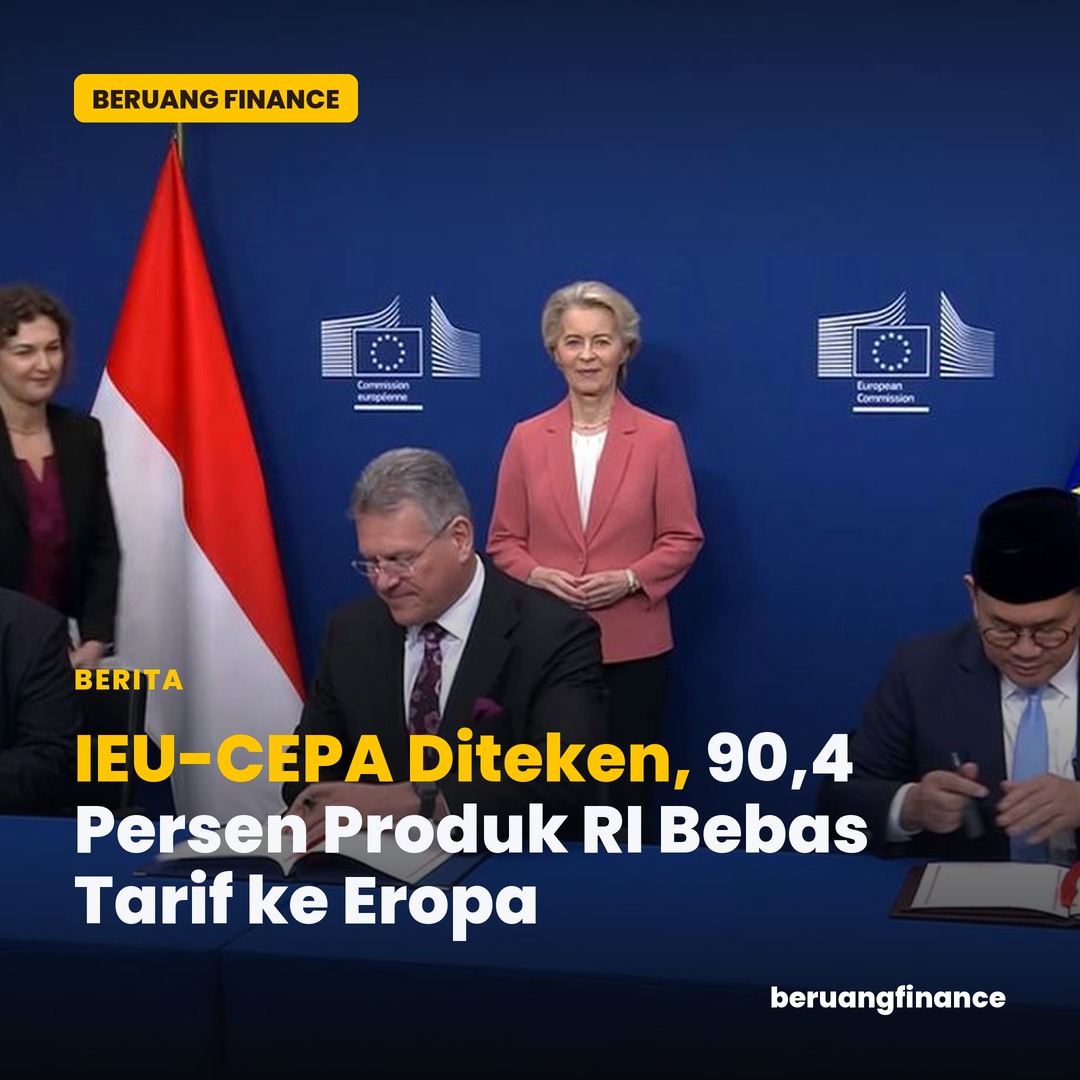 BERUANG FINANCE
Commission
européenne
European
Commission
BERITA
IEU-CEPA Diteken, 90,4
Persen Produk RI Bebas
Tarif ke Eropa
beruangfinance